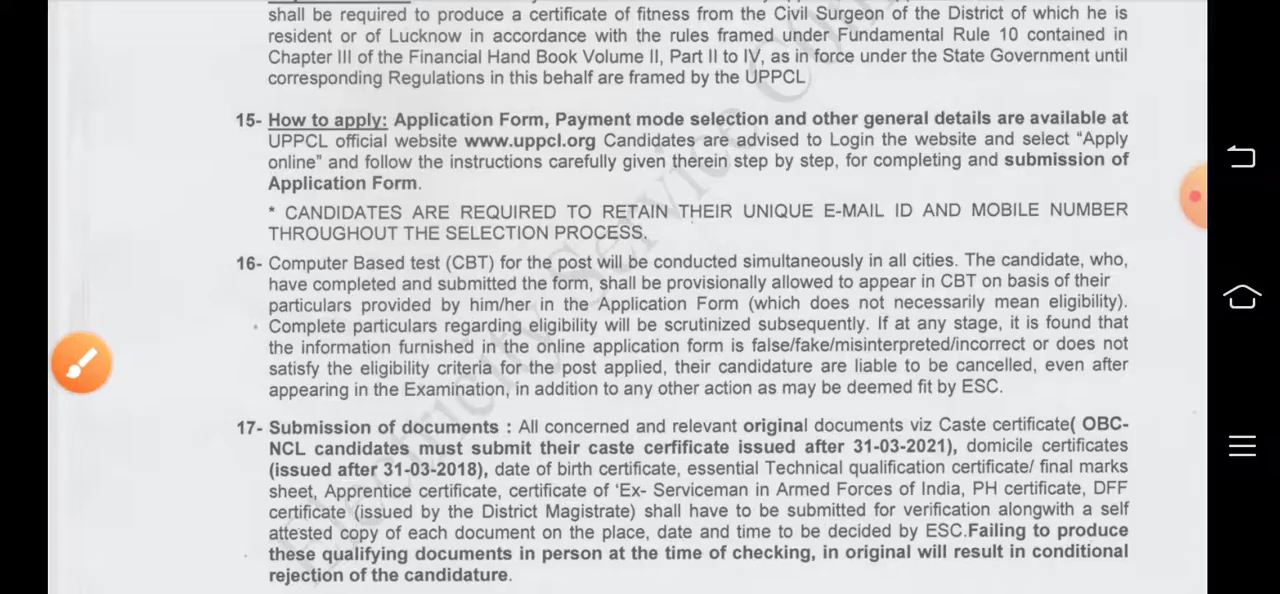 shall be required to produce a certificate of fitness from the Civil Surgeon of the District of which he is
resident or of Lucknow in accordance with the rules framed under Fundamental Rule 10 contained in
Chapter III of the Financial Hand Book Volume II, Part II to IV, as in force under the State Government until
corresponding Regulations in this behalf are framed by the UPPCL
15- How to apply: Application Form, Payment mode selection and other general details are available at
UPPCL official website www.uppcl.org Candidates are advised to Login the website and select "Apply
online" and follow the instructions carefully given therein step by step, for completing and submission of
Application Form.
* CANDIDATES ARE REQUIRED TO RETAIN THEIR UNIQUE E-MAIL ID AND MOBILE NUMBER
THROUGHOUT THE SELECTION PROCESS.
16- Computer Based test (CBT) for the post will be conducted simultaneously in all cities. The candidate, who,
have completed and submitted the form, shall be provisionally allowed to appear in CBT on basis of their
particulars provided by him/her in the Application Form (which does not necessarily mean eligibility).
Complete particulars regarding eligibility will be scrutinized subsequently. If at any stage, it is found that
the information furnished in the online application form is false/fake/misinterpreted/incorrect or does not
satisfy the eligibility criteria for the post applied, their candidature are liable to be cancelled, even after
appearing in the Examination, in addition to any other action as may be deemed fit by ESC.
17- Submission of documents : All concerned and relevant original documents viz Caste certificate( OBC-
NCL candidates must submit their caste cerfificate issued after 31-03-2021), domicile certificates
(issued after 31-03-2018), date of birth certificate, essential Technical qualification certificate/ final marks
sheet, Apprentice certificate, certificate of 'Ex- Serviceman in Armed Forces of India, PH certificate, DFF
certificate (issued by the District Magistrate) shall have to be submitted for verification alongwith a self
attested copy of each document on the place, date and time to be decided by ESC.Failing to produce
these qualifying documents in person at the time of checking, in original will result in conditional
rejection of the candidature.
Electricity Service